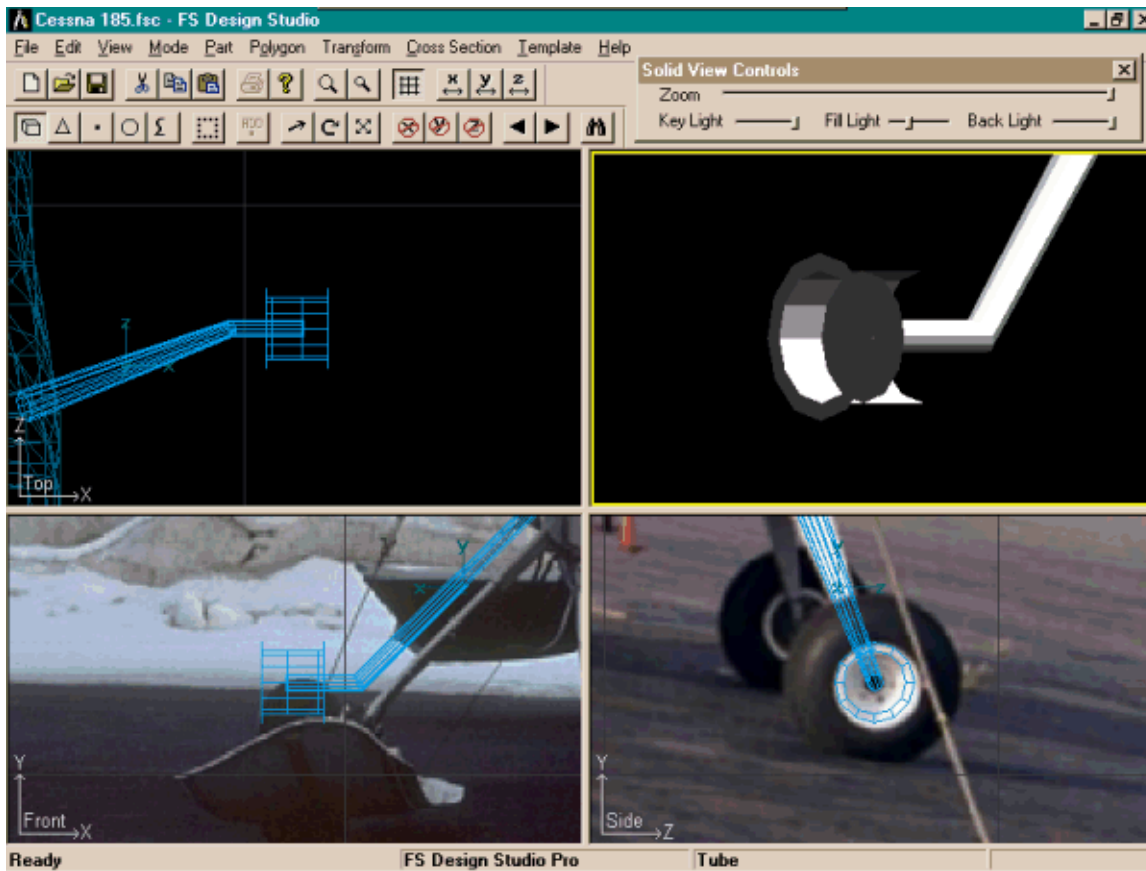 Cessna 185.fsc - FS Design Studio
File Edit View Mode Part Polygon Transform Cross Section Template Help
Solid View Controls
Zoom
x y z
Key Light Fill Light Back Light
ADD
z
x
Z
Top X
y
x
Y
Front X
Y
Side Z
Ready FS Design Studio Pro Tube